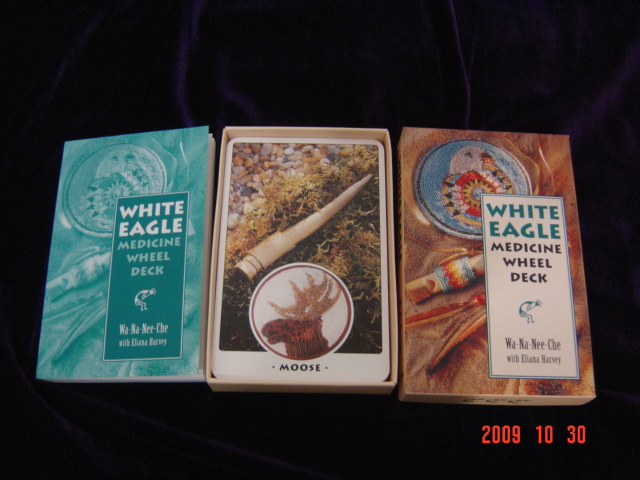 WHITE
EAGLE
MEDICINE
WHEEL
DECK
Wa-Na-Nee-Che
with Eliana Harvey
· MOOSE ·
WHITE
EAGLE
MEDICINE
WHEEL
DECK
Wa-Na-Nee-Che
with Eliana Harvey
2009 10 30